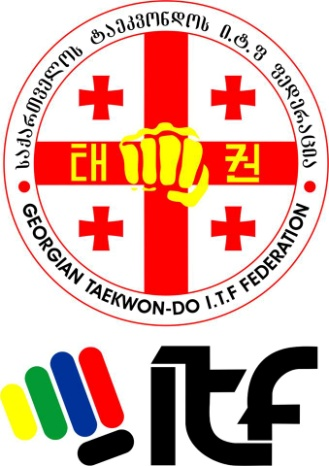 საქართველოს ტაეკვონდოს ი.ტ.ფ ფედერაცია
태 권
GEORGIAN TAEKWON-DO I.T.F FEDERATION
itf